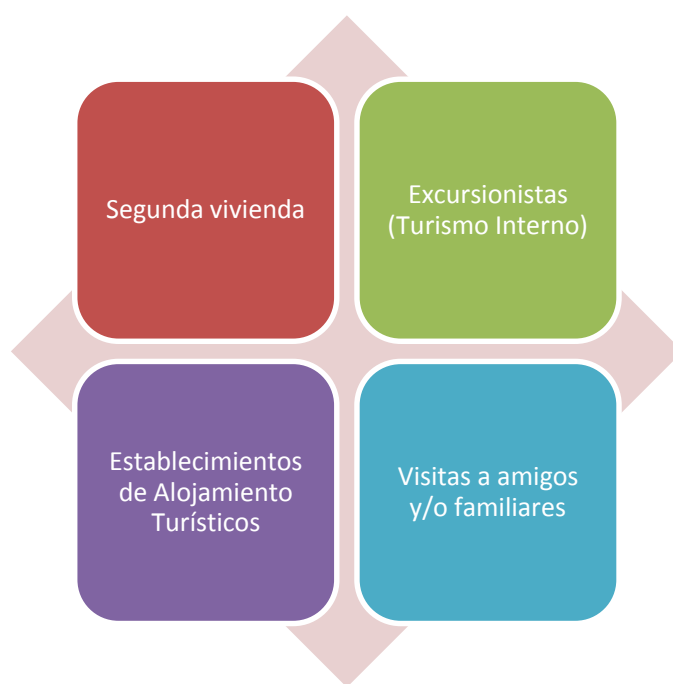 Segunda vivienda
Excursionistas
(Turismo Interno)
Establecimientos
de Alojamiento
Turísticos
Visitas a amigos
y/o familiares